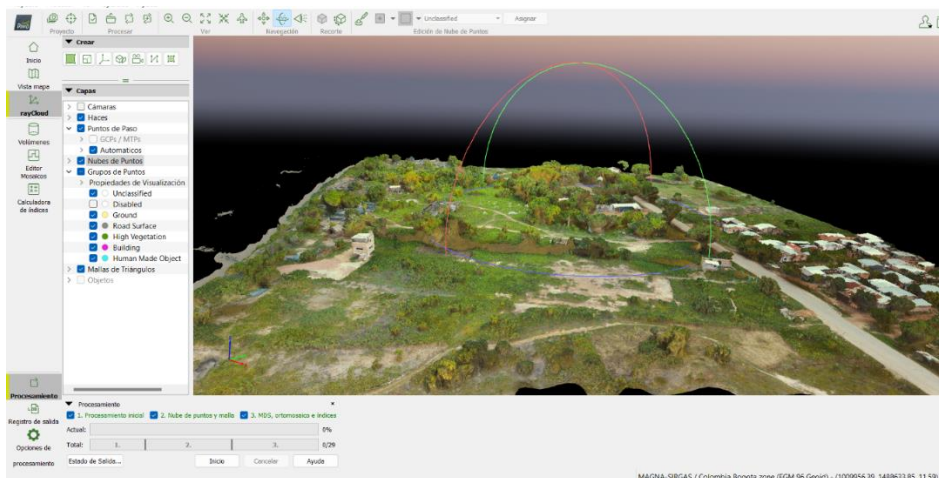 Proyecto Procesar Ver Navegación Recorte Edición de Nube de Puntos
Unclassified Asignar
Inicio
Vista mapa
rayCloud
Volúmenes
Editor
Mosaicos
Calculadora
de índices
Procesamiento
Registro de salida
Opciones de
procesamiento
Crear
Capas
Cámaras
Haces
Puntos de Paso
GCPs / MTPs
Automaticos
Nubes de Puntos
Grupos de Puntos
Propiedades de Visualización
Unclassified
Disabled
Ground
Road Surface
High Vegetation
Building
Human Made Object
Mallas de Triángulos
Objetos
Procesamiento
1. Procesamiento inicial 2. Nube de puntos y malla 3. MDS, ortomosaico e índices
Actual: 0%
Total: 1. 2. 3. 0/29
Estado de Salida... Inicio Cancelar Ayuda
MAGNA-SIRGAS / Colombia Bogota zone (EGM 96 Geoid) - (1009956.39, 1489633.85, 11.59)